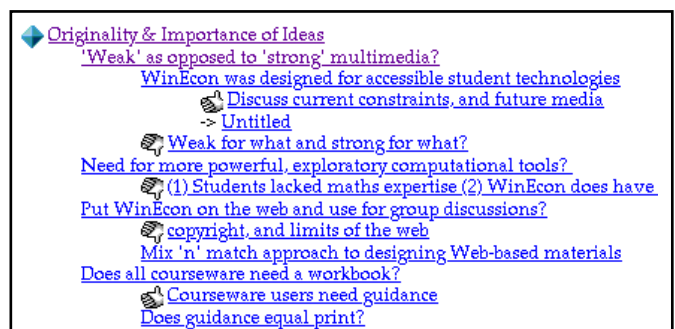 Originality & Importance of Ideas
'Weak' as opposed to 'strong' multimedia?
WinEcon was designed for accessible student technologies
Discuss current constraints, and future media
-> Untitled
Weak for what and strong for what?
Need for more powerful, exploratory computational tools?
(1) Students lacked maths expertise (2) WinEcon does have
Put WinEcon on the web and use for group discussions?
copyright, and limits of the web
Mix 'n' match approach to designing Web-based materials
Does all courseware need a workbook?
Courseware users need guidance
Does guidance equal print?